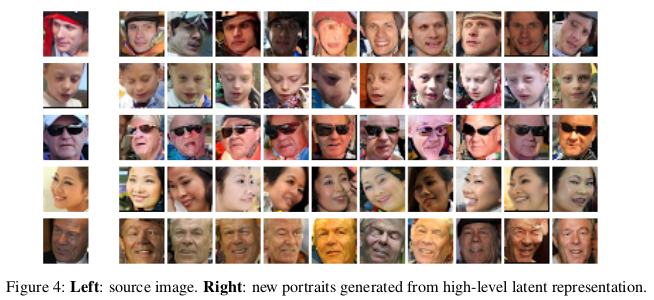 Figure 4: Left: source image. Right: new portraits generated from high-level latent representation.